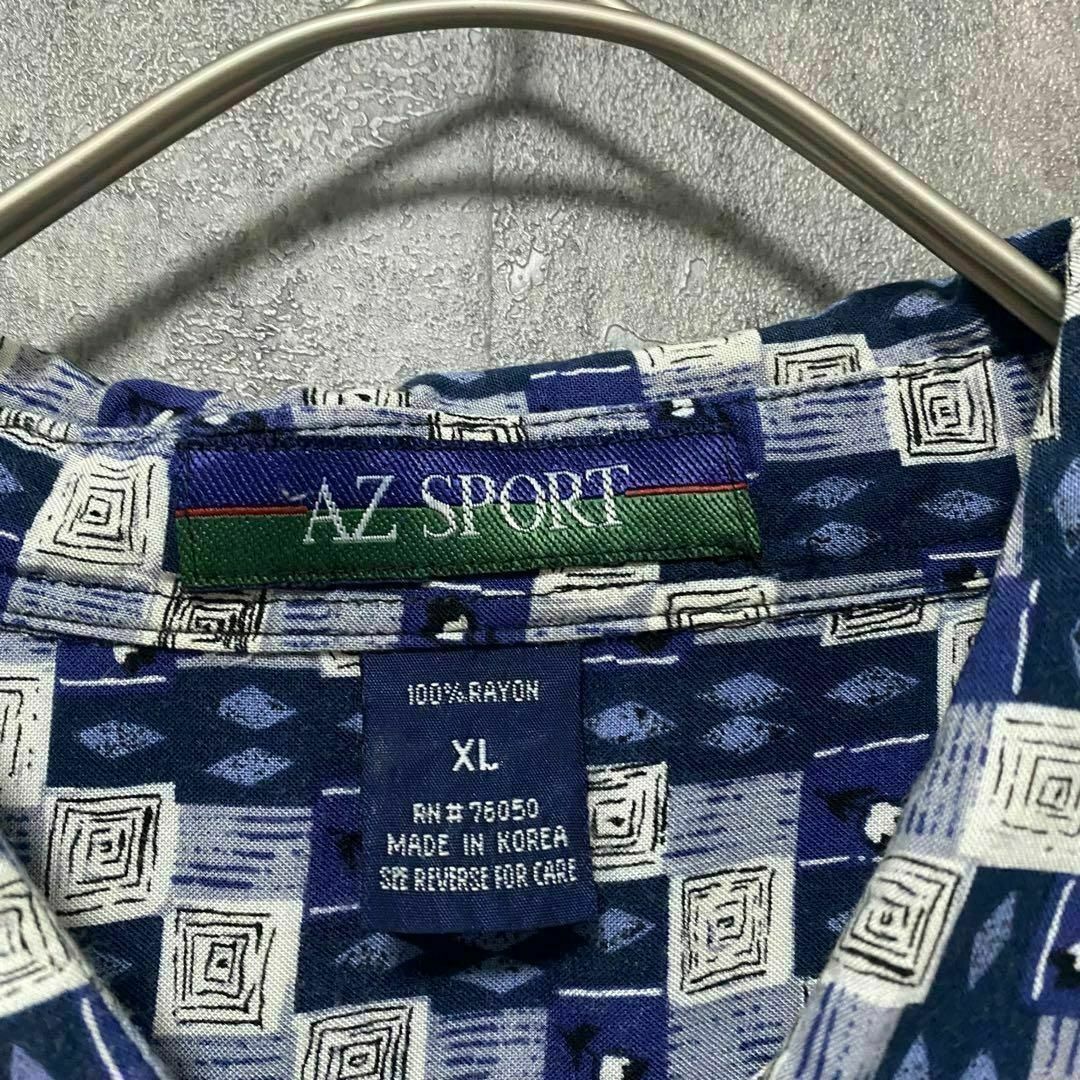 AZ SPORT
100% RAYON
XL
RN # 76050
MADE IN KOREA
SEE REVERSE FOR CARE